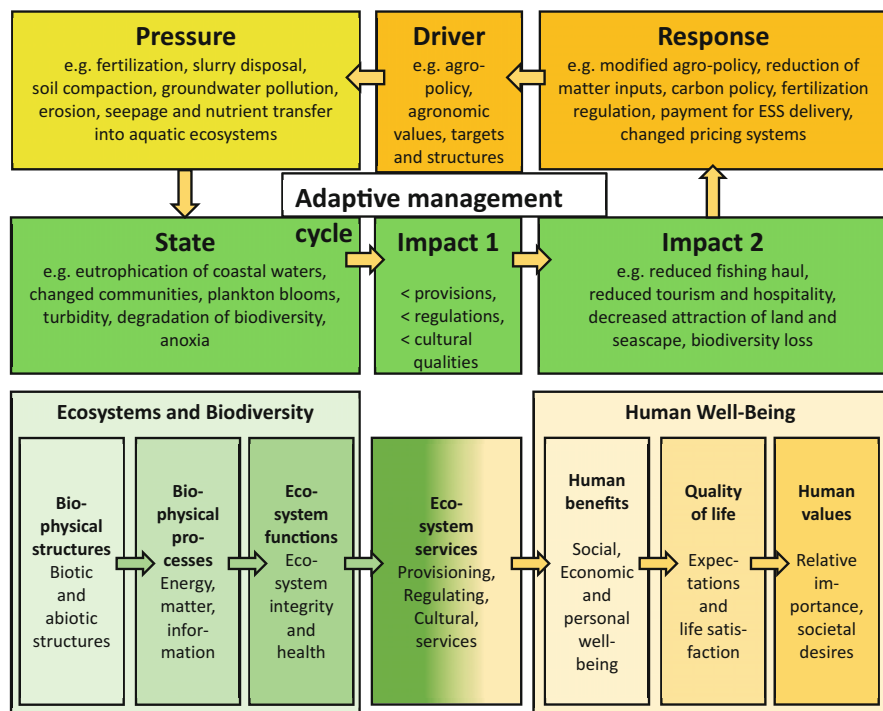 Pressure
e.g. fertilization, slurry disposal,
soil compaction, groundwater pollution,
erosion, seepage and nutrient transfer
into aquatic ecosystems
Driver
e.g. agro-
policy,
agronomic
values, targets
and structures
Response
e.g. modified agro-policy, reduction of
matter inputs, carbon policy, fertilization
regulation, payment for ESS delivery,
changed pricing systems
Adaptive management
cycle
State
e.g. eutrophication of coastal waters,
changed communities, plankton blooms,
turbidity, degradation of biodiversity,
anoxia
Impact 1
< provisions,
< regulations,
< cultural
qualities
Impact 2
e.g. reduced fishing haul,
reduced tourism and hospitality,
decreased attraction of land and
seascape, biodiversity loss
Ecosystems and Biodiversity
Bio-
physical
structures
Biotic
and
abiotic
structures
Bio-
physical
pro-
cesses
Energy,
matter,
infor-
mation
Eco-
system
functions
Eco-
system
integrity
and
health
Eco-
system
services
Provisioning,
Regulating,
Cultural,
services
Human Well-Being
Human
benefits
Social,
Economic
and
personal
well-
being
Quality
of life
Expec-
tations
and
life satis-
faction
Human
values
Relative
im-
portance,
societal
desires